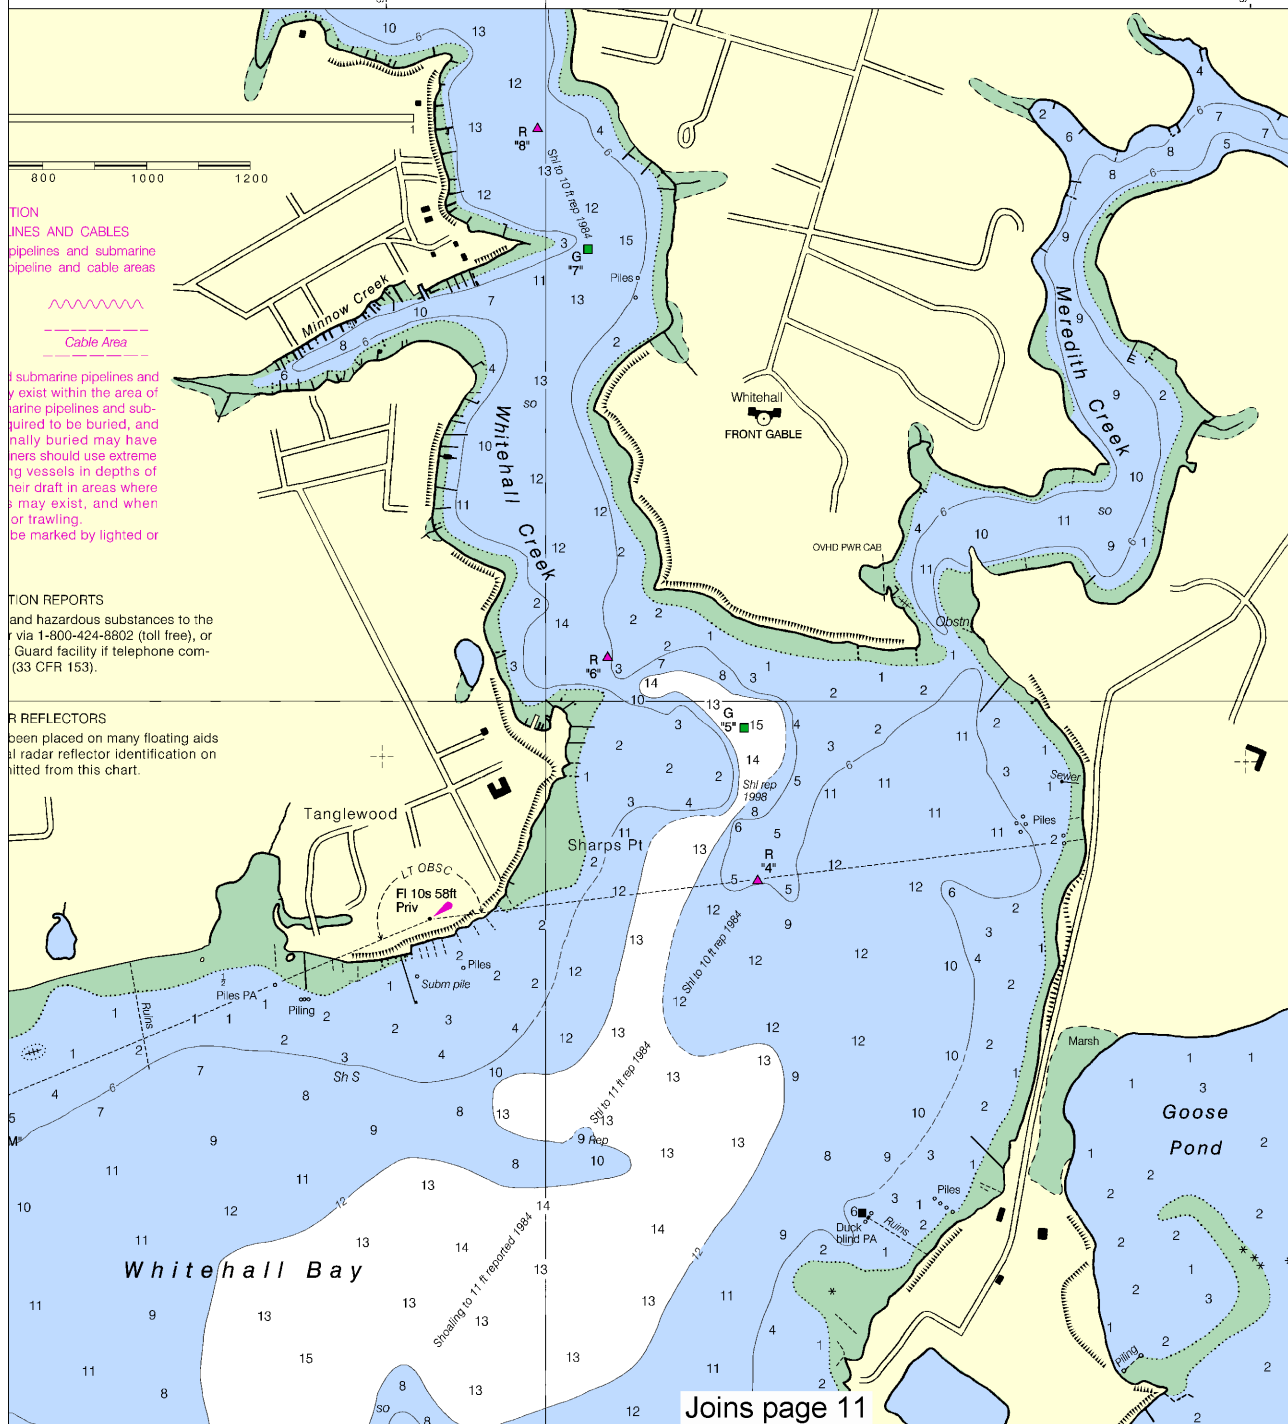 800 1000 1200
TION
LINES AND CABLES
pipelines and submarine
pipeline and cable areas
Cable Area
d submarine pipelines and
y exist within the area of
marine pipelines and sub-
quired to be buried, and
nally buried may have
ners should use extreme
ng vessels in depths of
heir draft in areas where
s may exist, and when
or trawling.
be marked by lighted or
TION REPORTS
and hazardous substances to the
r via 1-800-424-8802 (toll free), or
t Guard facility if telephone com-
(33 CFR 153).
R REFLECTORS
been placed on many floating aids
al radar reflector identification on
mitted from this chart.
R
"8"
Shl to 10 ft rep 1984
G
"7"
Piles
Minnow Creek
Whitehall Creek
so
Meredith Creek
so
Whitehall
FRONT GABLE
OVHD PWR CAB
Obstn
R
"6"
G
"5"
Shl rep
1998
Sewer
Piles
R
"4"
Tanglewood
Sharps Pt
LT OBSC
Fl 10s 58ft
Priv
Piles
Subm pile
Piles PA
Piling
Ruins
Sh S
Shl to 10 ft rep 1984
Shl to 11 ft rep 1984
9 Rep
Marsh
Goose
Pond
Piles
Ruins
Duck
blind PA
Whitehall Bay
Shoaling to 11 ft reported 1984
Piling
so
Joins page 11